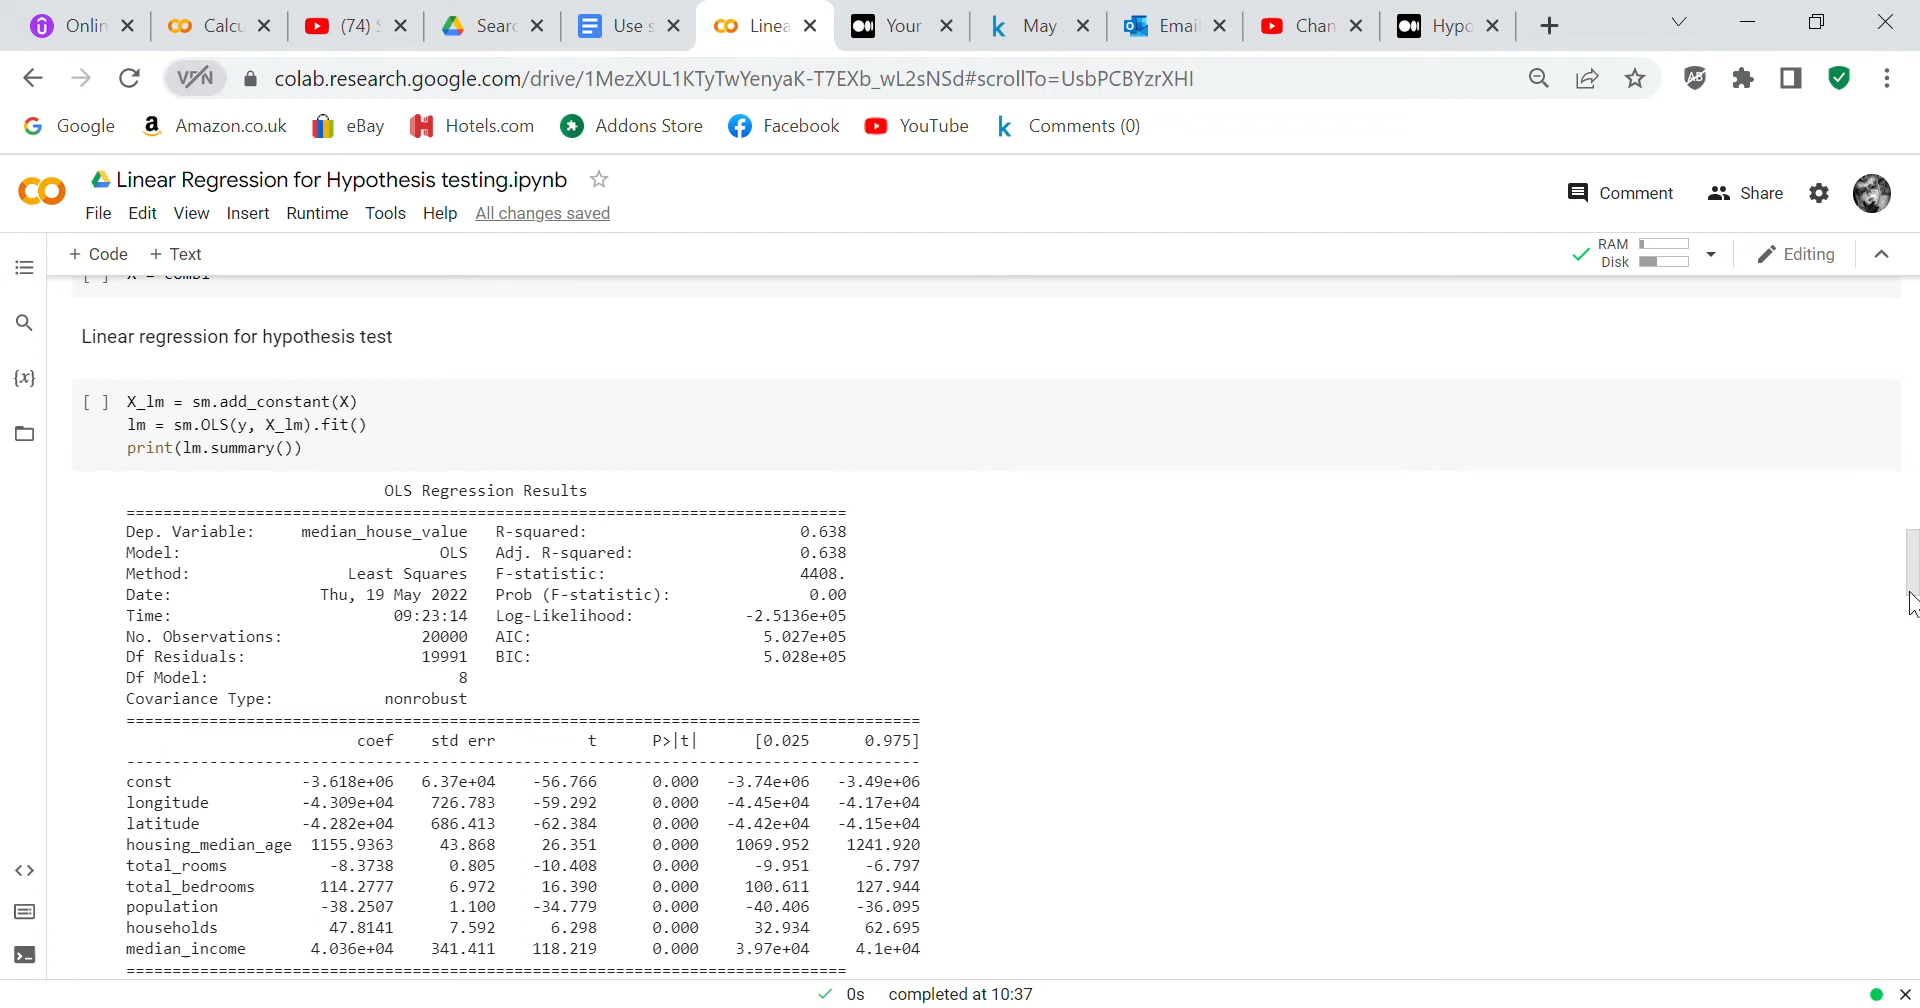 Onlin Calcu (74) S Searc Use s Linea Your May Email Chan Hypo
VPN colab.research.google.com/drive/1MezXUL1KTyTwYenyaK-T7EXb_wL2sNSd#scrollTo=UsbPCBYzrXHI
Google Amazon.co.uk eBay Hotels.com Addons Store Facebook YouTube Comments (0)
Linear Regression for Hypothesis testing.ipynb
Comment Share
File Edit View Insert Runtime Tools Help All changes saved
+ Code + Text RAM Disk Editing
[ ] X = combi
Linear regression for hypothesis test
[ ] X_lm = sm.add_constant(X)
lm = sm.OLS(y, X_lm).fit()
print(lm.summary())
OLS Regression Results
==============================================================================
Dep. Variable: median_house_value R-squared: 0.638
Model: OLS Adj. R-squared: 0.638
Method: Least Squares F-statistic: 4408.
Date: Thu, 19 May 2022 Prob (F-statistic): 0.00
Time: 09:23:14 Log-Likelihood: -2.5136e+05
No. Observations: 20000 AIC: 5.027e+05
Df Residuals: 19991 BIC: 5.028e+05
Df Model: 8
Covariance Type: nonrobust
======================================================================================
coef std err t P>|t| [0.025 0.975]
--------------------------------------------------------------------------------------
const -3.618e+06 6.37e+04 -56.766 0.000 -3.74e+06 -3.49e+06
longitude -4.309e+04 726.783 -59.292 0.000 -4.45e+04 -4.17e+04
latitude -4.282e+04 686.413 -62.384 0.000 -4.42e+04 -4.15e+04
housing_median_age 1155.9363 43.868 26.351 0.000 1069.952 1241.920
total_rooms -8.3738 0.805 -10.408 0.000 -9.951 -6.797
total_bedrooms 114.2777 6.972 16.390 0.000 100.611 127.944
population -38.2507 1.100 -34.779 0.000 -40.406 -36.095
households 47.8141 7.592 6.298 0.000 32.934 62.695
median_income 4.036e+04 341.411 118.219 0.000 3.97e+04 4.1e+04
==============================================================================
0s completed at 10:37